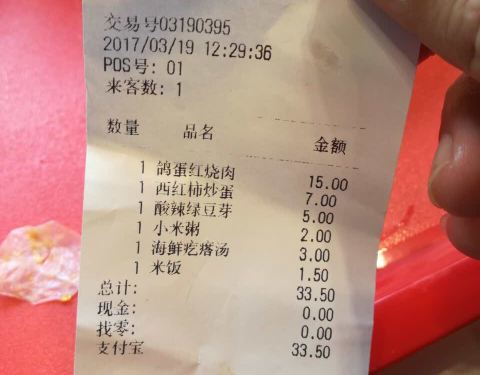 交易号03190395
2017/03/19 12:29:36
POS号: 01
来客数: 1
数量 品名 金额
1 鸽蛋红烧肉 15.00
1 西红柿炒蛋 7.00
1 酸辣绿豆芽 5.00
1 小米粥 2.00
1 海鲜疙瘩汤 3.00
1 米饭 1.50
总计: 33.50
现金: 0.00
找零: 0.00
支付宝 33.50